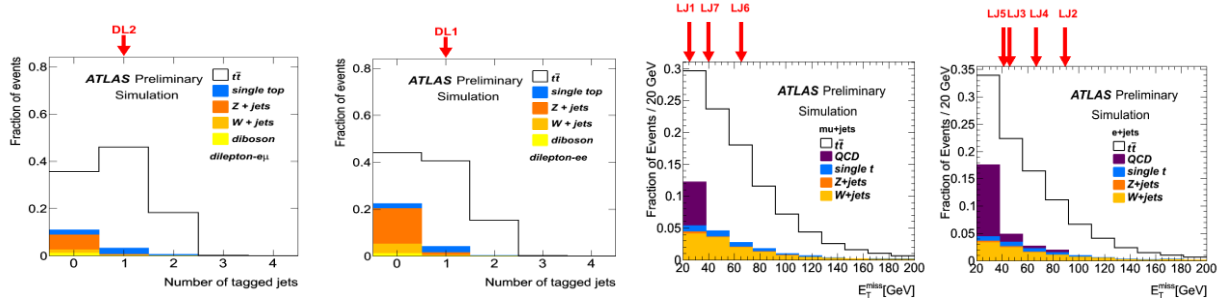 DL2
Fraction of events
0.8
0.6
0.4
0.2
0
ATLAS Preliminary
Simulation
tt̄
single top
Z + jets
W + jets
diboson
dilepton-eμ
0 1 2 3 4
Number of tagged jets
DL1
Fraction of events
0.8
0.6
0.4
0.2
0
ATLAS Preliminary
Simulation
tt̄
single top
Z + jets
W + jets
diboson
dilepton-ee
0 1 2 3 4
Number of tagged jets
LJ1 LJ7 LJ6
Fraction of Events / 20 GeV
0.3
0.25
0.2
0.15
0.1
0.05
0
ATLAS Preliminary
Simulation
mu+jets
tt̄
QCD
single t
Z+jets
W+jets
20 40 60 80 100 120 140 160 180 200
E_T^miss[GeV]
LJ5 LJ3 LJ4 LJ2
Fraction of Events / 20 GeV
0.35
0.3
0.25
0.2
0.15
0.1
0.05
0
ATLAS Preliminary
Simulation
e+jets
tt̄
QCD
single t
Z+jets
W+jets
20 40 60 80 100 120 140 160 180 200
E_T^miss[GeV]